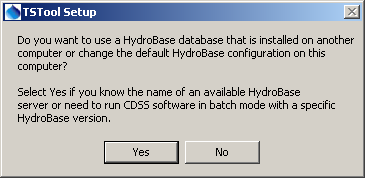 TSTool Setup
Do you want to use a HydroBase database that is installed on another
computer or change the default HydroBase configuration on this
computer?
Select Yes if you know the name of an available HydroBase
server or need to run CDSS software in batch mode with a specific
HydroBase version.
Yes
No